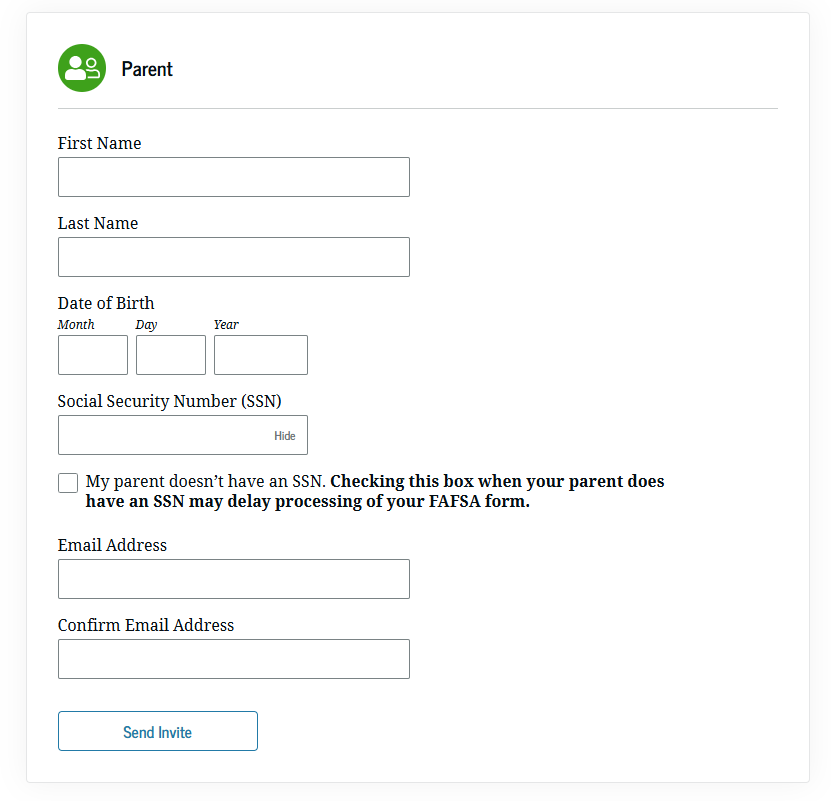 Parent
First Name
Last Name
Date of Birth
Month Day Year
Social Security Number (SSN)
Hide
My parent doesn’t have an SSN. Checking this box when your parent does
have an SSN may delay processing of your FAFSA form.
Email Address
Confirm Email Address
Send Invite